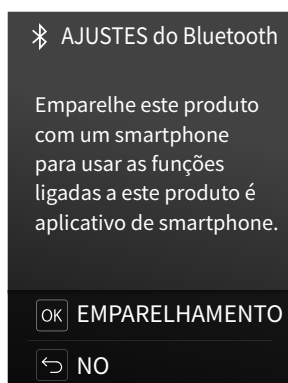 AJUSTES do Bluetooth
Emparelhe este produto
com um smartphone
para usar as funções
ligadas a este produto é
aplicativo de smartphone.
OK EMPARELHAMENTO
NO